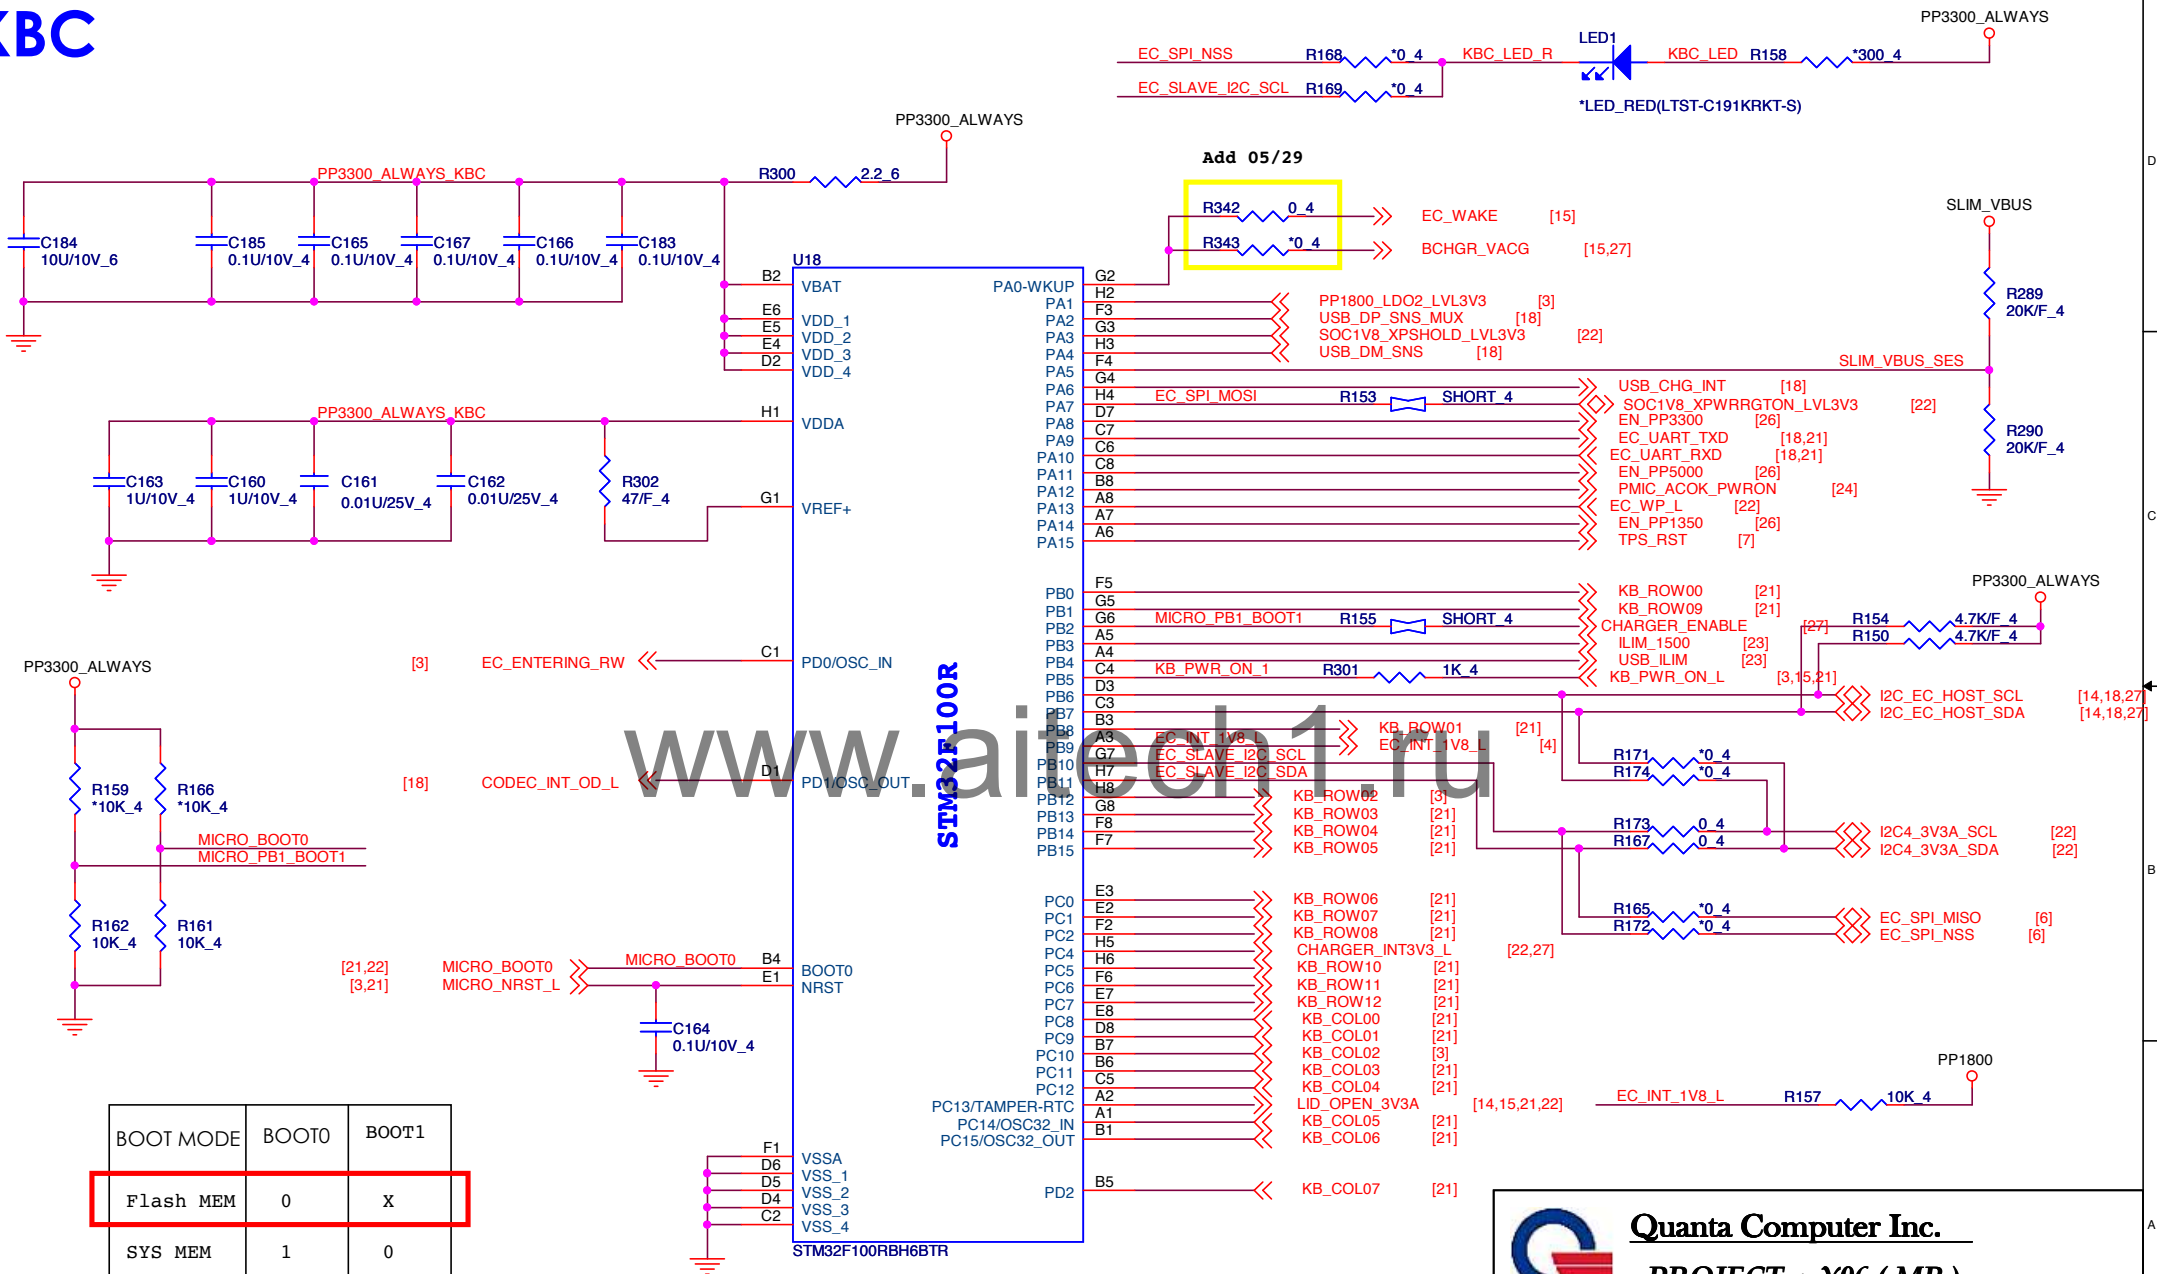 KBC
PP3300_ALWAYS
EC_SPI_NSS R168 *0_4 KBC_LED_R LED1 KBC_LED R158 *300_4
EC_SLAVE_I2C_SCL R169 *0_4
*LED_RED(LTST-C191KRKT-S)
PP3300_ALWAYS
Add 05/29
D
PP3300_ALWAYS_KBC R300 2.2_6
R342 0_4 EC_WAKE [15]
R343 *0_4 BCHGR_VACG [15,27]
SLIM_VBUS
C184 10U/10V_6
C185 0.1U/10V_4
C165 0.1U/10V_4
C167 0.1U/10V_4
C166 0.1U/10V_4
C183 0.1U/10V_4
U18
B2 VBAT
E6 VDD_1
E5 VDD_2
E4 VDD_3
D2 VDD_4
PA0-WKUP G2
PA1 H2 PP1800_LDO2_LVL3V3 [3]
PA2 F3 USB_DP_SNS_MUX [18]
PA3 G3 SOC1V8_XPSHOLD_LVL3V3 [22]
PA4 H3 USB_DM_SNS [18]
PA5 F4 SLIM_VBUS_SES
PA6 G4 USB_CHG_INT [18]
PA7 H4 EC_SPI_MOSI R153 SHORT_4 SOC1V8_XPWRRGTON_LVL3V3 [22]
PA8 D7 EN_PP3300 [26]
PA9 C7 EC_UART_TXD [18,21]
PA10 C6 EC_UART_RXD [18,21]
PA11 C8 EN_PP5000 [26]
PA12 B8 PMIC_ACOK_PWRON [24]
PA13 A8 EC_WP_L [22]
PA14 A7 EN_PP1350 [26]
PA15 A6 TPS_RST [7]
R289 20K/F_4
R290 20K/F_4
C
PP3300_ALWAYS_KBC H1 VDDA
C163 1U/10V_4
C160 1U/10V_4
C161 0.01U/25V_4
C162 0.01U/25V_4
R302 47/F_4
G1 VREF+
PB0 F5 KB_ROW00 [21]
PB1 G5 KB_ROW09 [21]
PB2 G6 MICRO_PB1_BOOT1 R155 SHORT_4 CHARGER_ENABLE [27]
PB3 A5 ILIM_1500 [23]
PB4 A4 USB_ILIM [23]
PB5 C4 KB_PWR_ON_1 R301 1K_4 KB_PWR_ON_L [3,15,21]
PB6 D3 I2C_EC_HOST_SCL [14,18,27]
PB7 C3 I2C_EC_HOST_SDA [14,18,27]
PB8 B3 KB_ROW01 [21]
PB9 A3 EC_INT_1V8_L EC_INT_1V8_L [4]
PB10 G7 EC_SLAVE_I2C_SCL
PB11 H7 EC_SLAVE_I2C_SDA
PB12 H8 KB_ROW02 [3]
PB13 G8 KB_ROW03 [21]
PB14 F8 KB_ROW04 [21]
PB15 F7 KB_ROW05 [21]
PP3300_ALWAYS
R154 4.7K/F_4
R150 4.7K/F_4
R171 *0_4
R174 *0_4
R173 0_4 I2C4_3V3A_SCL [22]
R167 0_4 I2C4_3V3A_SDA [22]
B
R165 *0_4 EC_SPI_MISO [6]
R172 *0_4 EC_SPI_NSS [6]
[3] EC_ENTERING_RW C1 PD0/OSC_IN
[18] CODEC_INT_OD_L D1 PD1/OSC_OUT
STM32F100R
www.aitech1.ru
PP3300_ALWAYS
R159 *10K_4
R166 *10K_4
MICRO_BOOT0
MICRO_PB1_BOOT1
R162 10K_4
R161 10K_4
[21,22] MICRO_BOOT0 MICRO_BOOT0 B4 BOOT0
[3,21] MICRO_NRST_L E1 NRST
C164 0.1U/10V_4
PC0 E3 KB_ROW06 [21]
PC1 E2 KB_ROW07 [21]
PC2 F2 KB_ROW08 [21]
PC4 H5 CHARGER_INT3V3_L [22,27]
PC5 H6 KB_ROW10 [21]
PC6 F6 KB_ROW11 [21]
PC7 E7 KB_ROW12 [21]
PC8 E8 KB_COL00 [21]
PC9 D8 KB_COL01 [21]
PC10 B7 KB_COL02 [3]
PC11 B6 KB_COL03 [21]
PC12 C5 KB_COL04 [21]
PC13/TAMPER-RTC A2 LID_OPEN_3V3A [14,15,21,22]
PC14/OSC32_IN A1 KB_COL05 [21]
PC15/OSC32_OUT B1 KB_COL06 [21]
PD2 B5 KB_COL07 [21]
PP1800
EC_INT_1V8_L R157 10K_4
F1 VSSA
D6 VSS_1
D5 VSS_2
D4 VSS_3
C2 VSS_4
STM32F100RBH6BTR
BOOT MODE BOOT0 BOOT1
Flash MEM 0 X
SYS MEM 1 0
A
Quanta Computer Inc.
PROJECT : Y06 ( MB )